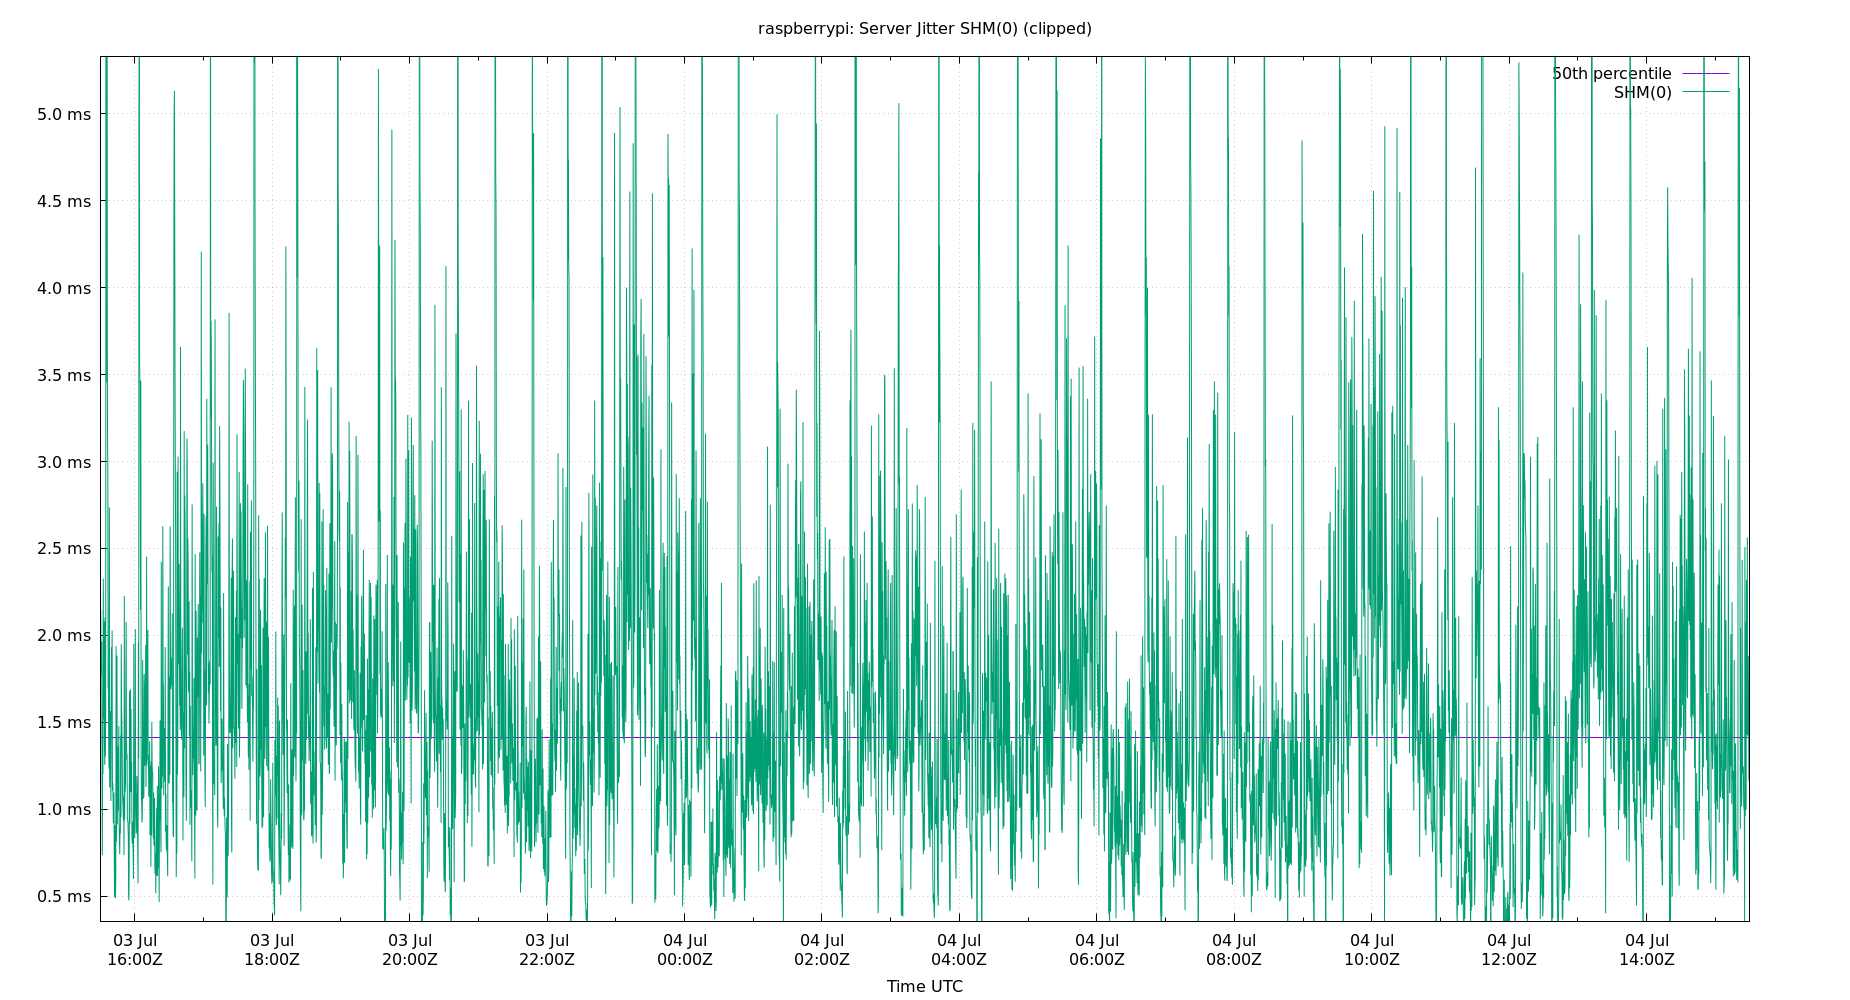 raspberrypi: Server Jitter SHM(0) (clipped)
50th percentile
SHM(0)
5.0 ms
4.5 ms
4.0 ms
3.5 ms
3.0 ms
2.5 ms
2.0 ms
1.5 ms
1.0 ms
0.5 ms
03 Jul 03 Jul 03 Jul 03 Jul 04 Jul 04 Jul 04 Jul 04 Jul 04 Jul 04 Jul 04 Jul 04 Jul
16:00Z 18:00Z 20:00Z 22:00Z 00:00Z 02:00Z 04:00Z 06:00Z 08:00Z 10:00Z 12:00Z 14:00Z
Time UTC